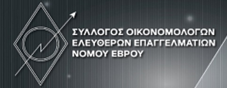 ΣΥΛΛΟΓΟΣ ΟΙΚΟΝΟΜΟΛΟΓΩΝ
ΕΛΕΥΘΕΡΩΝ ΕΠΑΓΓΕΛΜΑΤΙΩΝ
ΝΟΜΟΥ ΕΒΡΟΥ